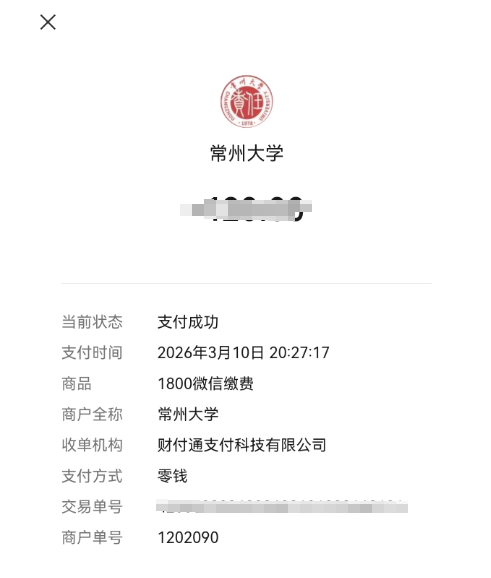 常州大学
常州大学
当前状态 支付成功
支付时间 2026年3月10日 20:27:17
商品 1800微信缴费
商户全称 常州大学
收单机构 财付通支付科技有限公司
支付方式 零钱
交易单号
商户单号 1202090